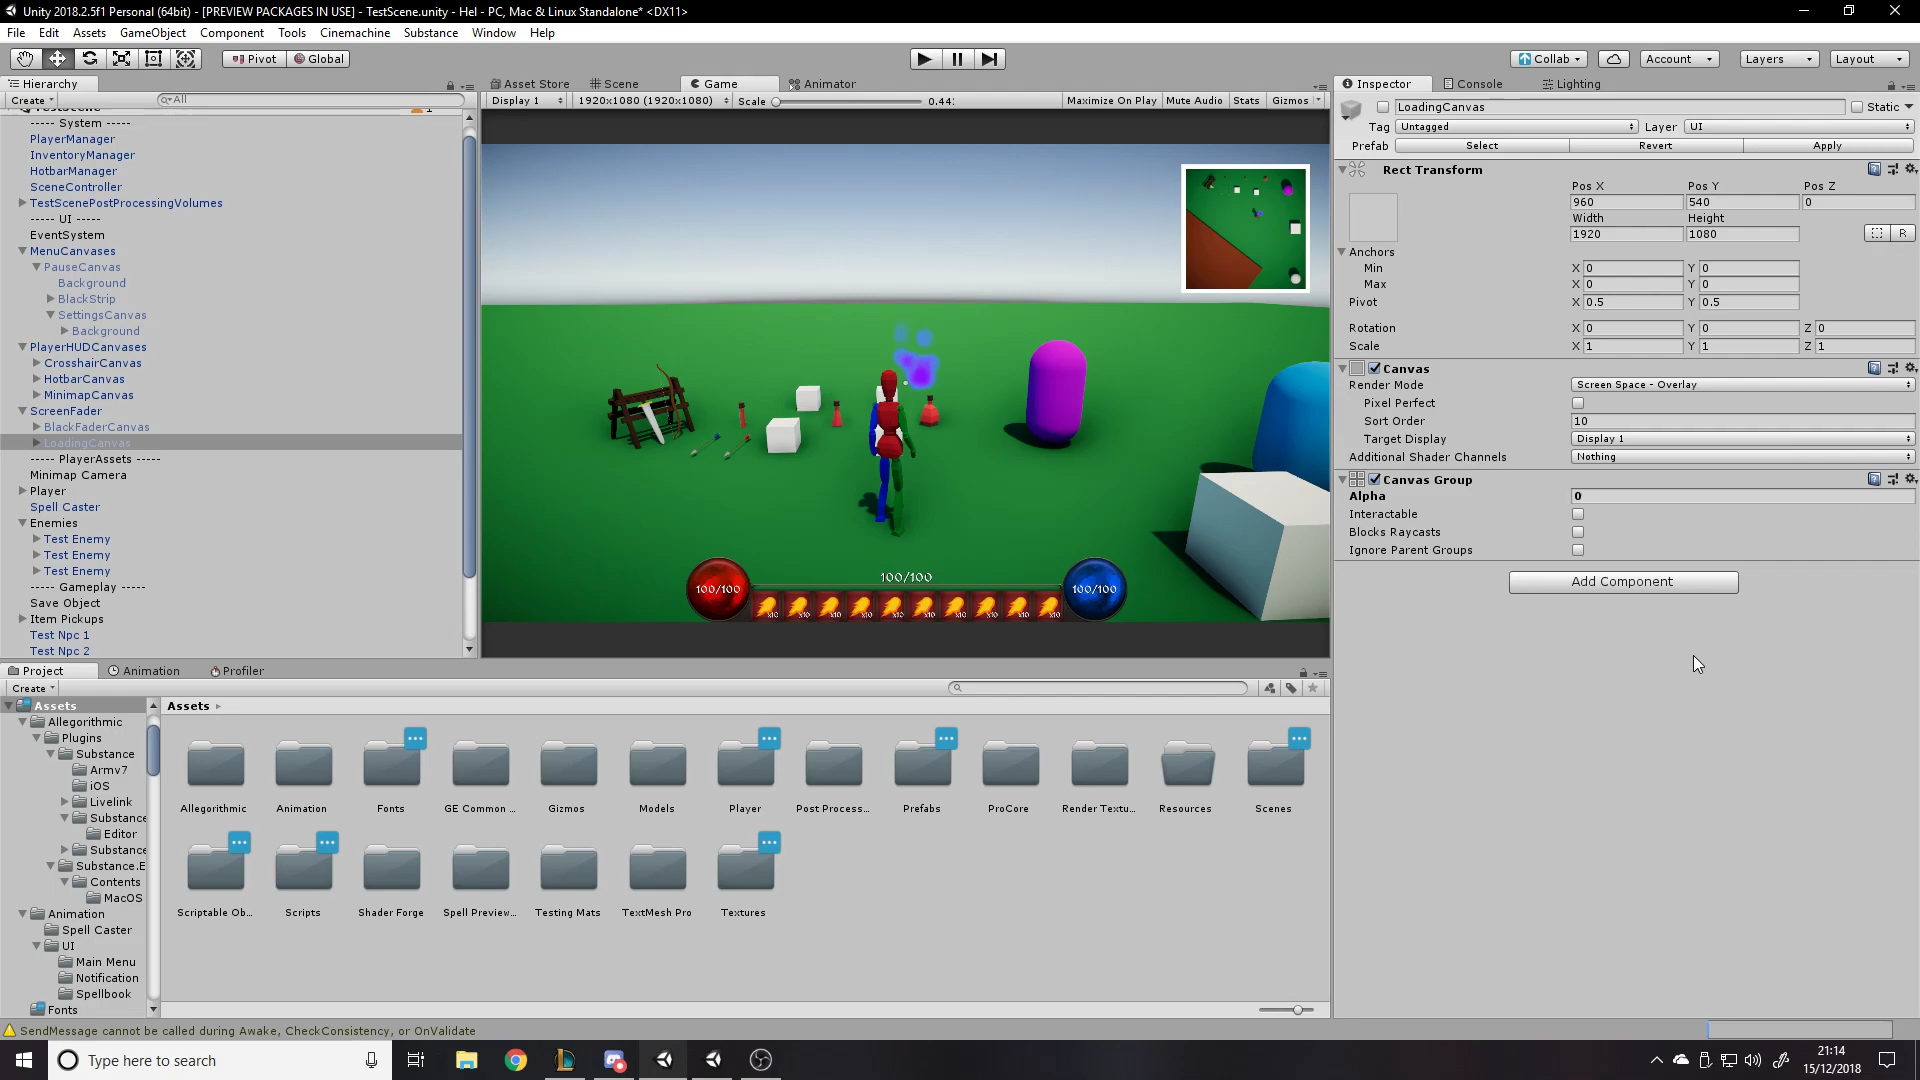 Unity 2018.2.5f1 Personal (64bit) - [PREVIEW PACKAGES IN USE] - TestScene.unity - Hel - PC, Mac & Linux Standalone* <DX11>
File Edit Assets GameObject Component Tools Cinemachine Substance Window Help
Pivot Global Collab Account Layers Layout
Hierarchy
Create All
----- System -----
PlayerManager
InventoryManager
HotbarManager
SceneController
TestScenePostProcessingVolumes
----- UI -----
EventSystem
MenuCanvases
PauseCanvas
Background
BlackStrip
SettingsCanvas
Background
PlayerHUDCanvases
CrosshairCanvas
HotbarCanvas
MinimapCanvas
ScreenFader
BlackFaderCanvas
LoadingCanvas
----- PlayerAssets -----
Minimap Camera
Player
Spell Caster
Enemies
Test Enemy
Test Enemy
Test Enemy
----- Gameplay -----
Save Object
Item Pickups
Test Npc 1
Test Npc 2
Asset Store Scene Game Animator
Display 1 1920x1080 (1920x1080) Scale 0.44 Maximize On Play Mute Audio Stats Gizmos
100/100
100/100
100/100
x10 x10 x10 x10 x10 x10 x10 x10 x10 x10
Inspector Console Lighting
LoadingCanvas Static
Tag Untagged Layer UI
Prefab Select Revert Apply
Rect Transform
Pos X Pos Y Pos Z
960 540 0
Width Height
1920 1080 R
Anchors
Min X 0 Y 0
Max X 0 Y 0
Pivot X 0.5 Y 0.5
Rotation X 0 Y 0 Z 0
Scale X 1 Y 1 Z 1
Canvas
Render Mode Screen Space - Overlay
Pixel Perfect
Sort Order 10
Target Display Display 1
Additional Shader Channels Nothing
Canvas Group
Alpha 0
Interactable
Blocks Raycasts
Ignore Parent Groups
Add Component
Project Animation Profiler
Create
Assets
Allegorithmic
Plugins
Substance
Armv7
iOS
Livelink
Substance
Editor
Substance
Substance.E
Contents
MacOS
Animation
Spell Caster
UI
Main Menu
Notification
Spellbook
Fonts
Assets
Allegorithmic Animation Fonts GE Common ... Gizmos Models Player Post Process... Prefabs ProCore Render Textu... Resources Scenes
Scriptable Ob... Scripts Shader Forge Spell Preview... Testing Mats TextMesh Pro Textures
SendMessage cannot be called during Awake, CheckConsistency, or OnValidate
Type here to search
21:14
15/12/2018